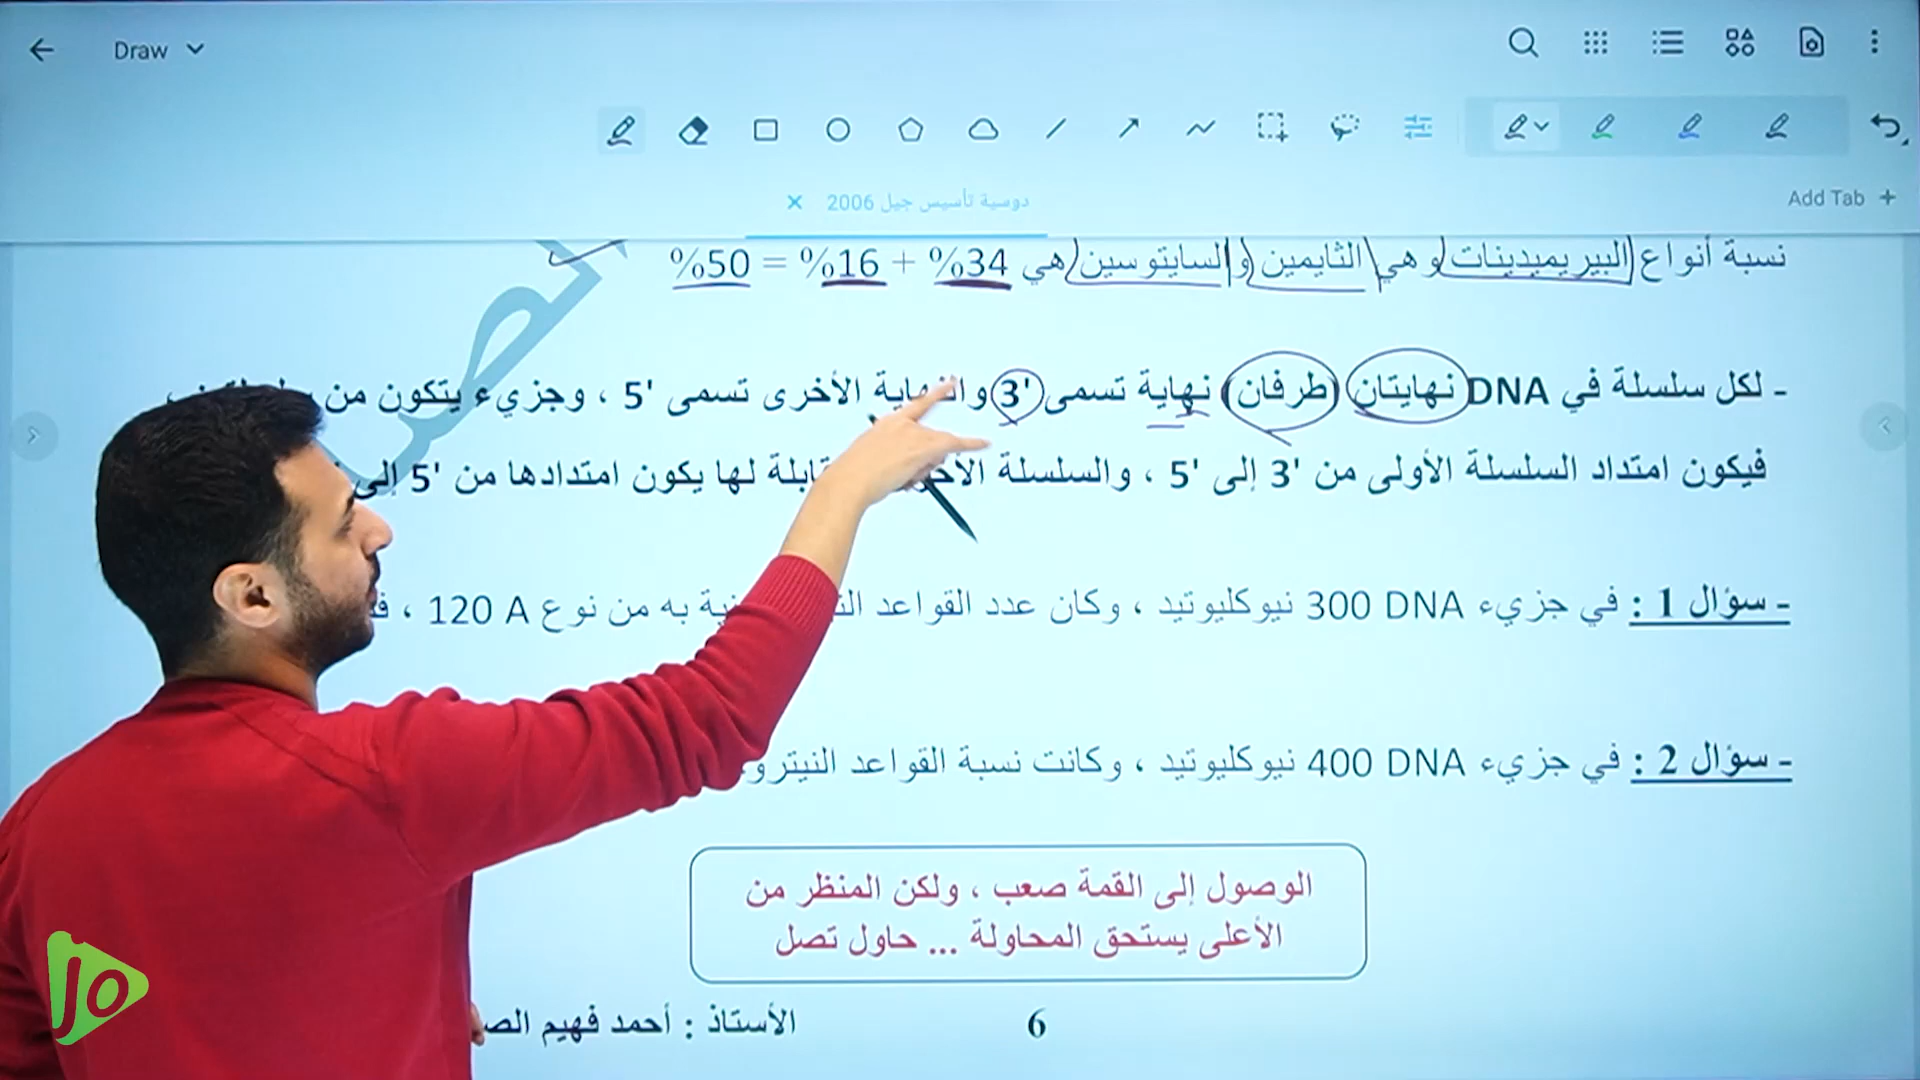 Draw
دوسية تأسيس جيل 2006
Add Tab +
نسبة أنواع البيريميدينات وهي الثايمين والسايتوسين هي 34% + 16% = 50%
- لكل سلسلة في DNA نهايتان (طرفان) نهاية تسمى '3 والنهاية الأخرى تسمى '5 ، وجزيء يتكون من
فيكون امتداد السلسلة الأولى من '3 إلى '5 ، والسلسلة لها يكون امتدادها من '5 إلى
- سؤال 1 : في جزيء DNA 300 نيوكليوتيد ، وكان عدد القواعد به من نوع A 120 ،
- سؤال 2 : في جزيء DNA 400 نيوكليوتيد ، وكانت نسبة القواعد
الوصول إلى القمة صعب ، ولكن المنظر من
الأعلى يستحق المحاولة ... حاول تصل
6
الأستاذ : أحمد فهيم
JO